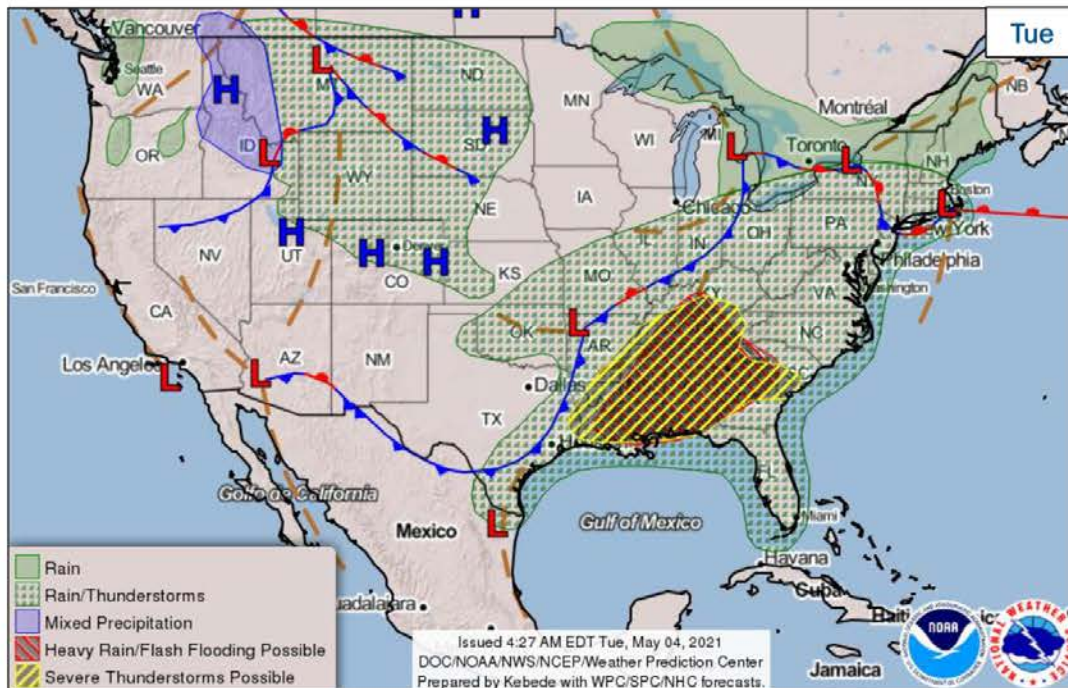 H
Tue
Vancouver
Seattle
WA
MT
ND
MN
Montréal
NB
H
L
H
OR
ID
L
SD
WI
MI
L
Toronto
L
NH
Boston
WY
IA
Chicago
L
New York
NE
PA
Philadelphia
H
NV
UT
H
Denver
H
CO
KS
IL
IN
OH
Washington
San Francisco
MO
KY
VA
CA
OK
L
AR
NC
Los Angeles
L
L
AZ
NM
Dallas
SC
TX
FL
Golfo de California
Mexico
L
Gulf of Mexico
Miami
Havana
Cuba
uadalajara
Jamaica
Rain
Rain/Thunderstorms
Mixed Precipitation
Heavy Rain/Flash Flooding Possible
Severe Thunderstorms Possible
Issued 4:27 AM EDT Tue, May 04, 2021
DOC/NOAA/NWS/NCEP/Weather Prediction Center
Prepared by Kebede with WPC/SPC/NHC forecasts.
NOAA
NATIONAL WEATHER